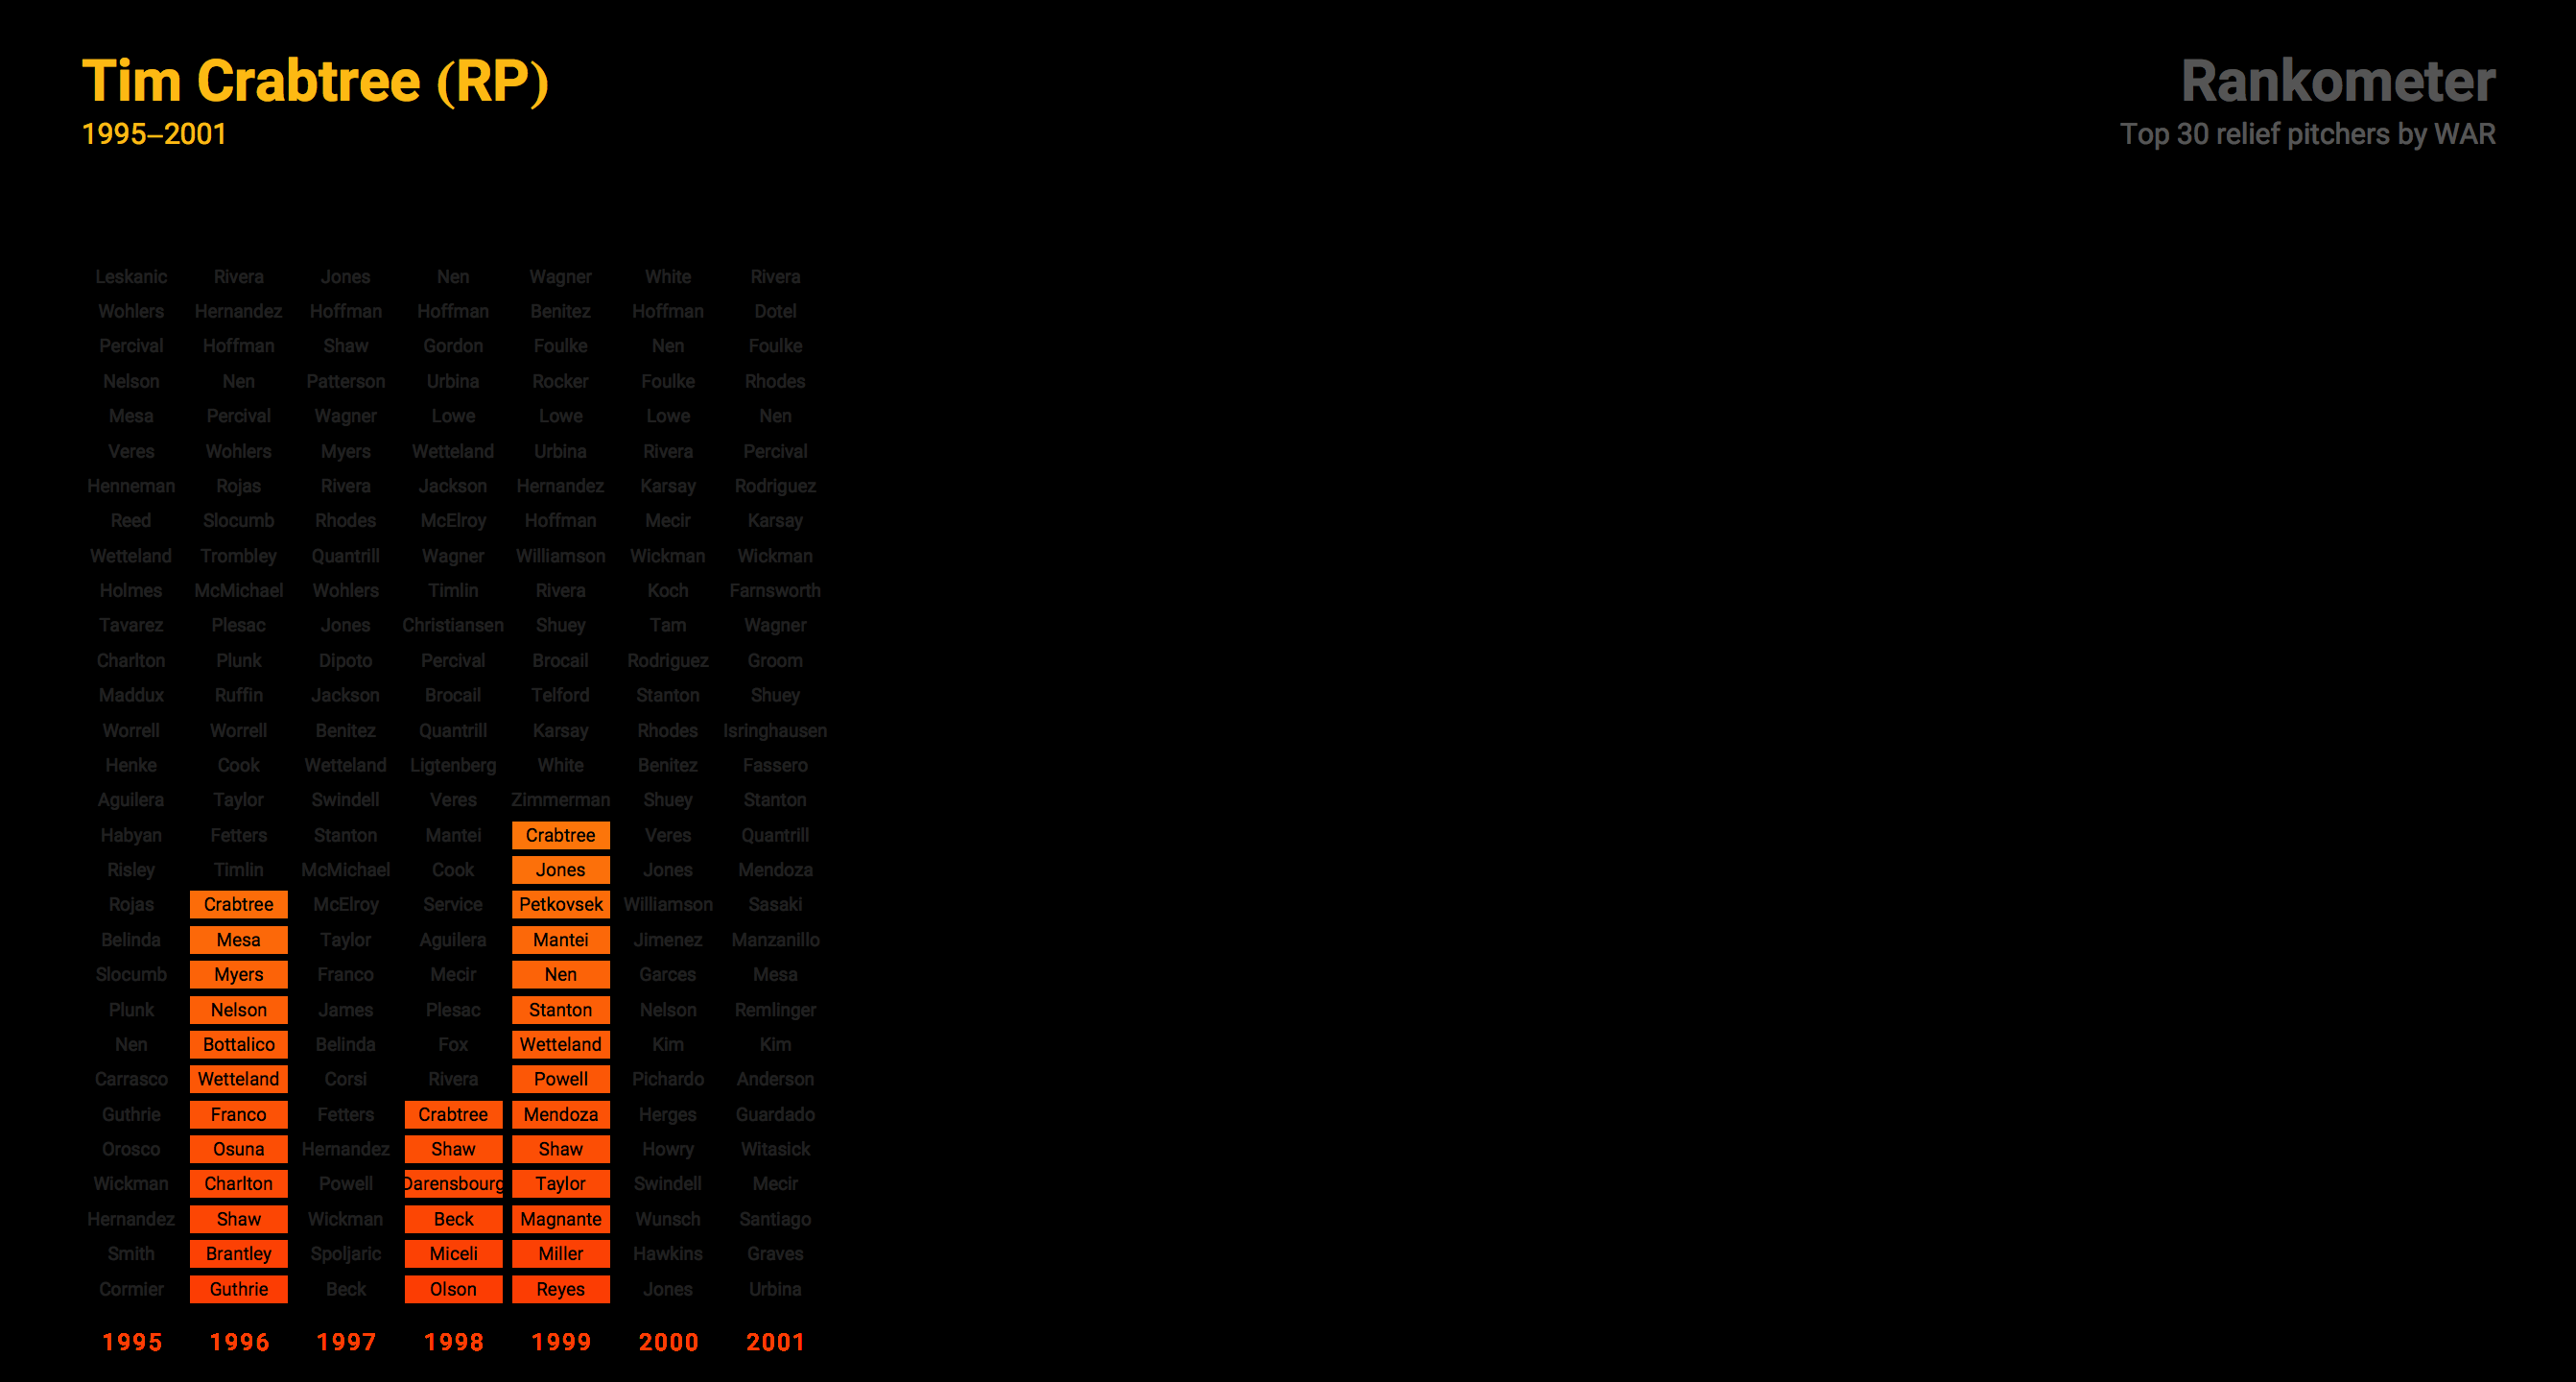 Tim Crabtree (RP)
1995–2001
Rankometer
Top 30 relief pitchers by WAR
Leskanic Rivera Jones Nen Wagner White Rivera
Wohlers Hernandez Hoffman Hoffman Benitez Hoffman Dotel
Percival Hoffman Shaw Gordon Foulke Nen Foulke
Nelson Nen Patterson Urbina Rocker Foulke Rhodes
Mesa Percival Wagner Lowe Lowe Lowe Nen
Veres Wohlers Myers Wetteland Urbina Rivera Percival
Henneman Rojas Rivera Jackson Hernandez Karsay Rodriguez
Reed Slocumb Rhodes McElroy Hoffman Mecir Karsay
Wetteland Trombley Quantrill Wagner Williamson Wickman Wickman
Holmes McMichael Wohlers Timlin Rivera Koch Farnsworth
Tavarez Plesac Jones Christiansen Shuey Tam Wagner
Charlton Plunk Dipoto Percival Brocail Rodriguez Groom
Maddux Ruffin Jackson Brocail Telford Stanton Shuey
Worrell Worrell Benitez Quantrill Karsay Rhodes Isringhausen
Henke Cook Wetteland Ligtenberg White Benitez Fassero
Aguilera Taylor Swindell Veres Zimmerman Shuey Stanton
Habyan Fetters Stanton Mantei Crabtree Veres Quantrill
Risley Timlin McMichael Cook Jones Jones Mendoza
Rojas Crabtree McElroy Service Petkovsek Williamson Sasaki
Belinda Mesa Taylor Aguilera Mantei Jimenez Manzanillo
Slocumb Myers Franco Mecir Nen Garces Mesa
Plunk Nelson James Plesac Stanton Nelson Remlinger
Nen Bottalico Belinda Fox Wetteland Kim Kim
Carrasco Wetteland Corsi Rivera Powell Pichardo Anderson
Guthrie Franco Fetters Crabtree Mendoza Herges Guardado
Orosco Osuna Hernandez Shaw Shaw Howry Witasick
Wickman Charlton Powell Darensbourg Taylor Swindell Mecir
Hernandez Shaw Wickman Beck Magnante Wunsch Santiago
Smith Brantley Spoljaric Miceli Miller Hawkins Graves
Cormier Guthrie Beck Olson Reyes Jones Urbina
1995 1996 1997 1998 1999 2000 2001